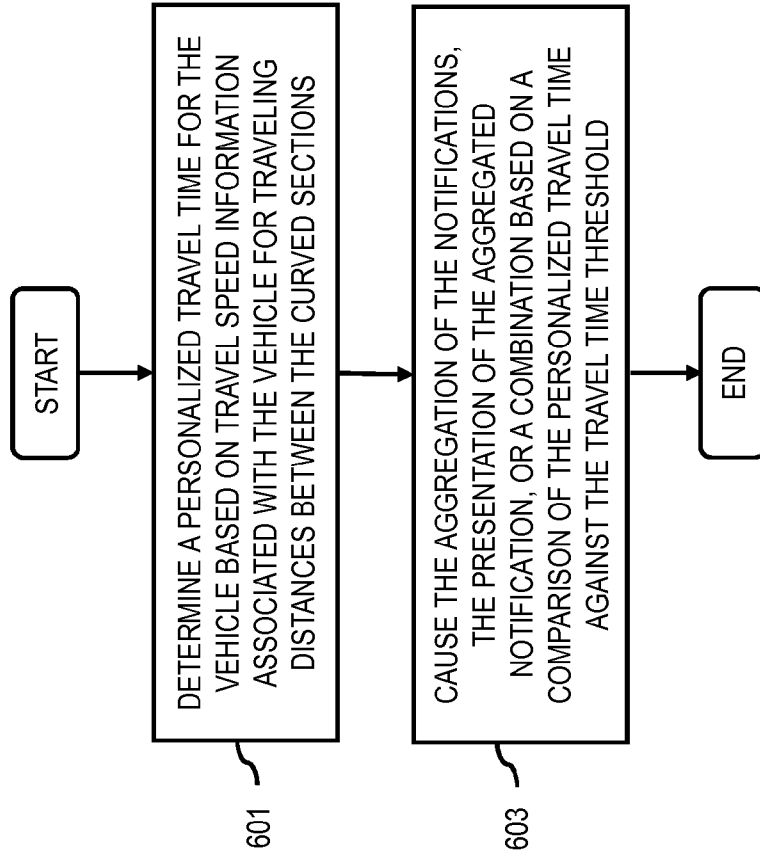 START
601
DETERMINE A PERSONALIZED TRAVEL TIME FOR THE
VEHICLE BASED ON TRAVEL SPEED INFORMATION
ASSOCIATED WITH THE VEHICLE FOR TRAVELING
DISTANCES BETWEEN THE CURVED SECTIONS
603
CAUSE THE AGGREGATION OF THE NOTIFICATIONS,
THE PRESENTATION OF THE AGGREGATED
NOTIFICATION, OR A COMBINATION BASED ON A
COMPARISON OF THE PERSONALIZED TRAVEL TIME
AGAINST THE TRAVEL TIME THRESHOLD
END